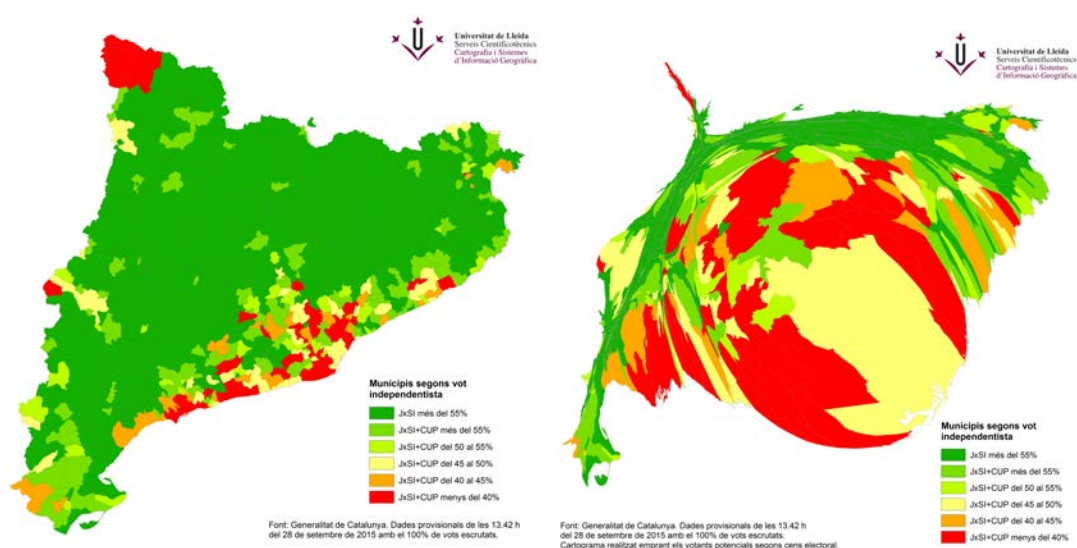 Universitat de Lleida
Serveis Cientificotècnics
Cartografia i Sistemes
d'Informació Geogràfica
Municipis segons vot
independentista
JxSI més del 55%
JxSI+CUP més del 55%
JxSI+CUP del 50 al 55%
JxSI+CUP del 45 al 50%
JxSI+CUP del 40 al 45%
JxSI+CUP menys del 40%
Font: Generalitat de Catalunya. Dades provisionals de les 13.42 h
del 28 de setembre de 2015 amb el 100% de vots escrutats.
Universitat de Lleida
Serveis Cientificotècnics
Cartografia i Sistemes
d'Informació Geogràfica
Municipis segons vot
independentista
JxSI més del 55%
JxSI+CUP més del 55%
JxSI+CUP del 50 al 55%
JxSI+CUP del 45 al 50%
JxSI+CUP del 40 al 45%
JxSI+CUP menys del 40%
Font: Generalitat de Catalunya. Dades provisionals de les 13.42 h
del 28 de setembre de 2015 amb el 100% de vots escrutats.
Cartograma realitzat emprant els votants potencials segons cens electoral.